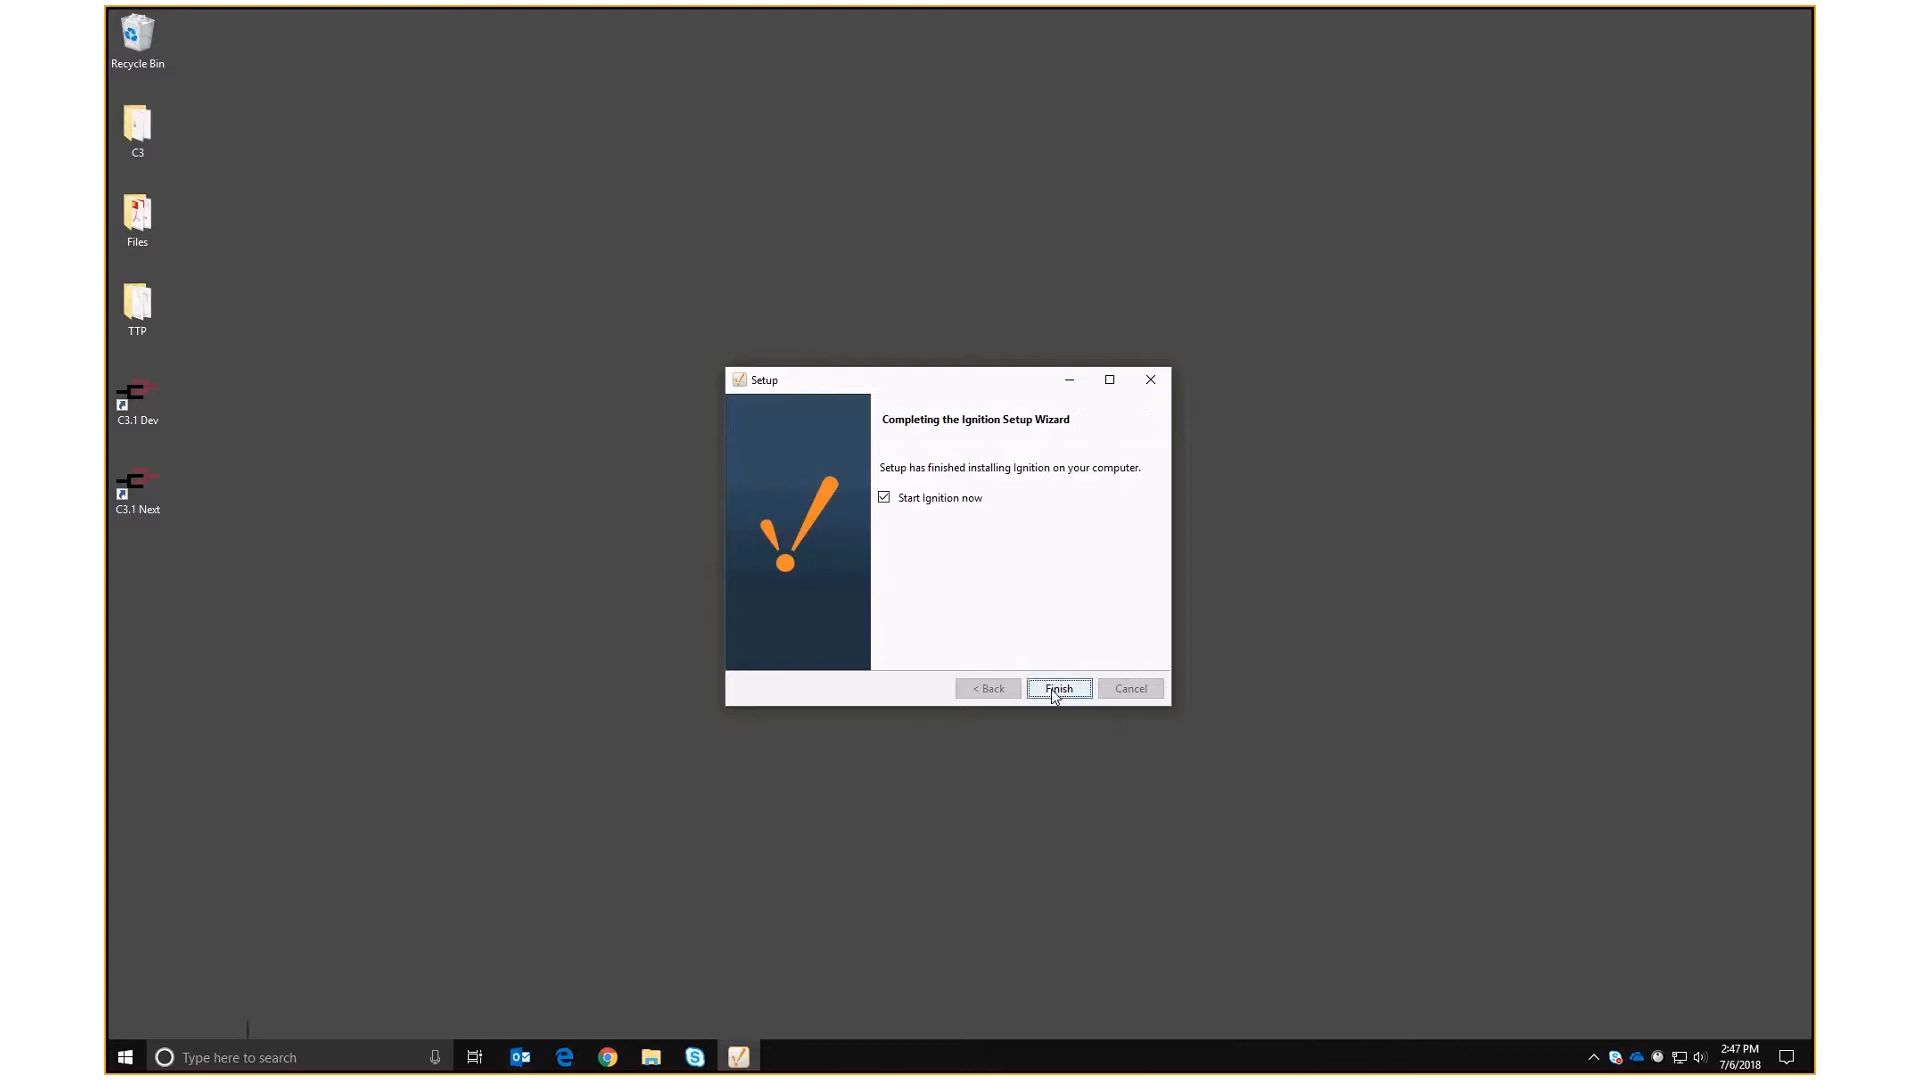 Recycle Bin
C3
Files
TTP
C3.1 Dev
C3.1 Next
Setup
Completing the Ignition Setup Wizard
Setup has finished installing Ignition on your computer.
Start Ignition now
< Back
Finish
Cancel
Type here to search
2:47 PM
7/6/2018